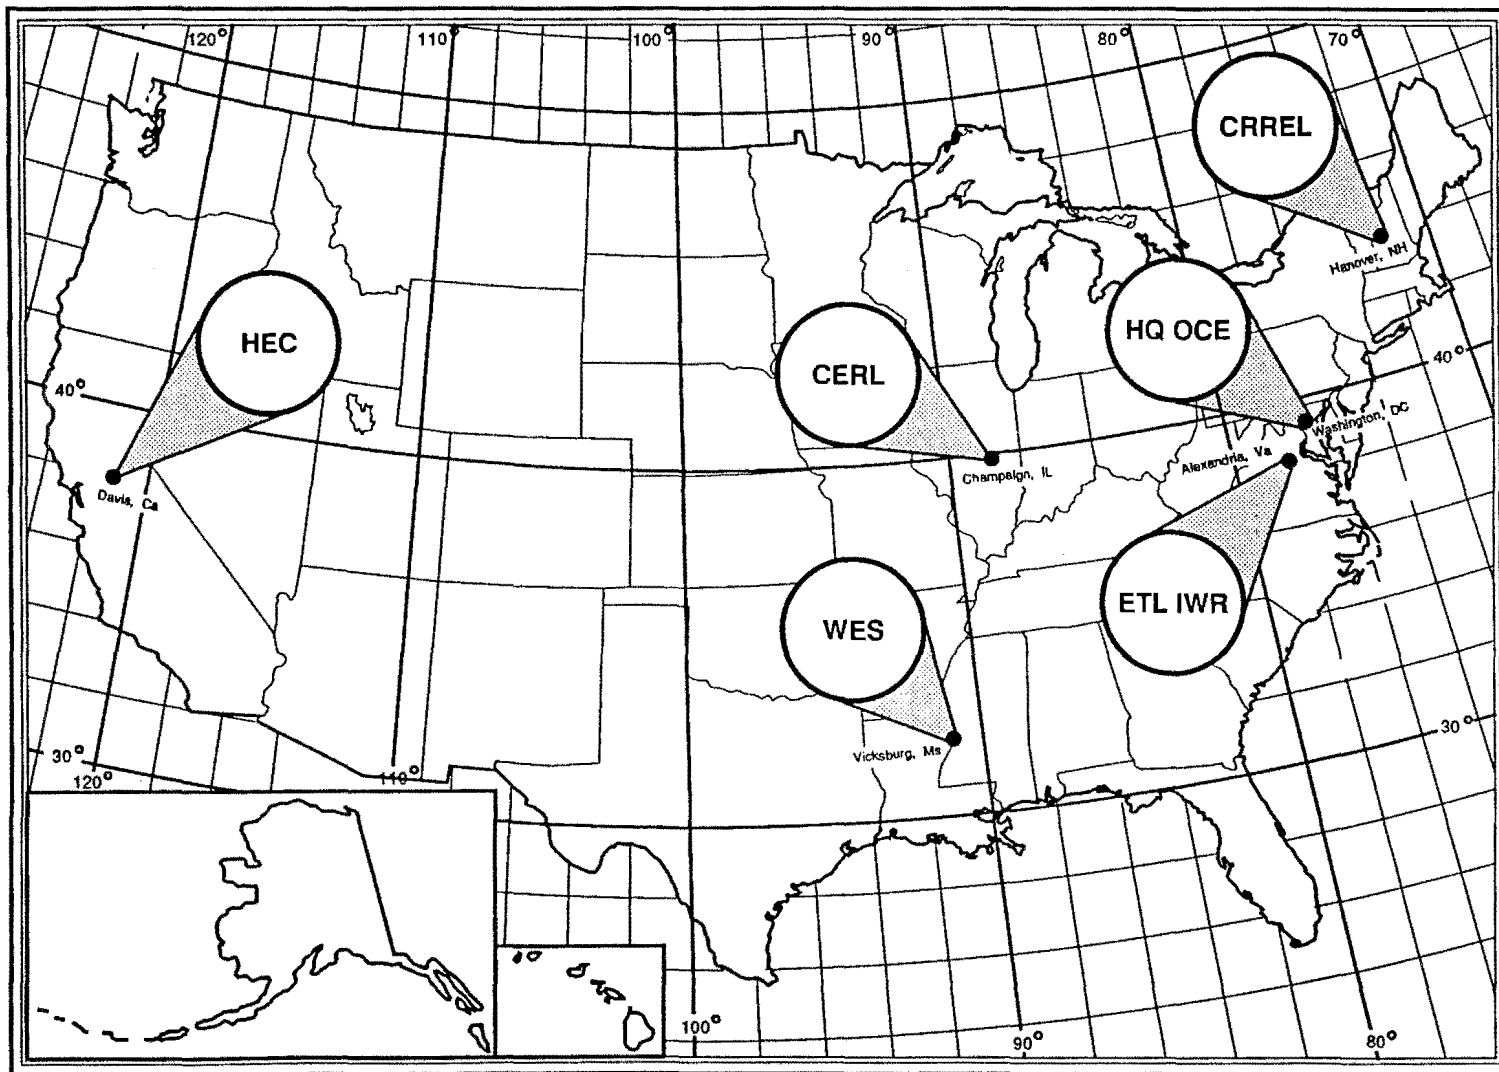 120°
110°
100°
90°
80°
70°
CRREL
Hanover, NH
HEC
HQ OCE
CERL
40°
40°
Washington, DC
Alexandria, Va
Champaign, IL
Davis, Ca
ETL IWR
WES
Vicksburg, Ms
30°
30°
120°
110°
100°
90°
80°